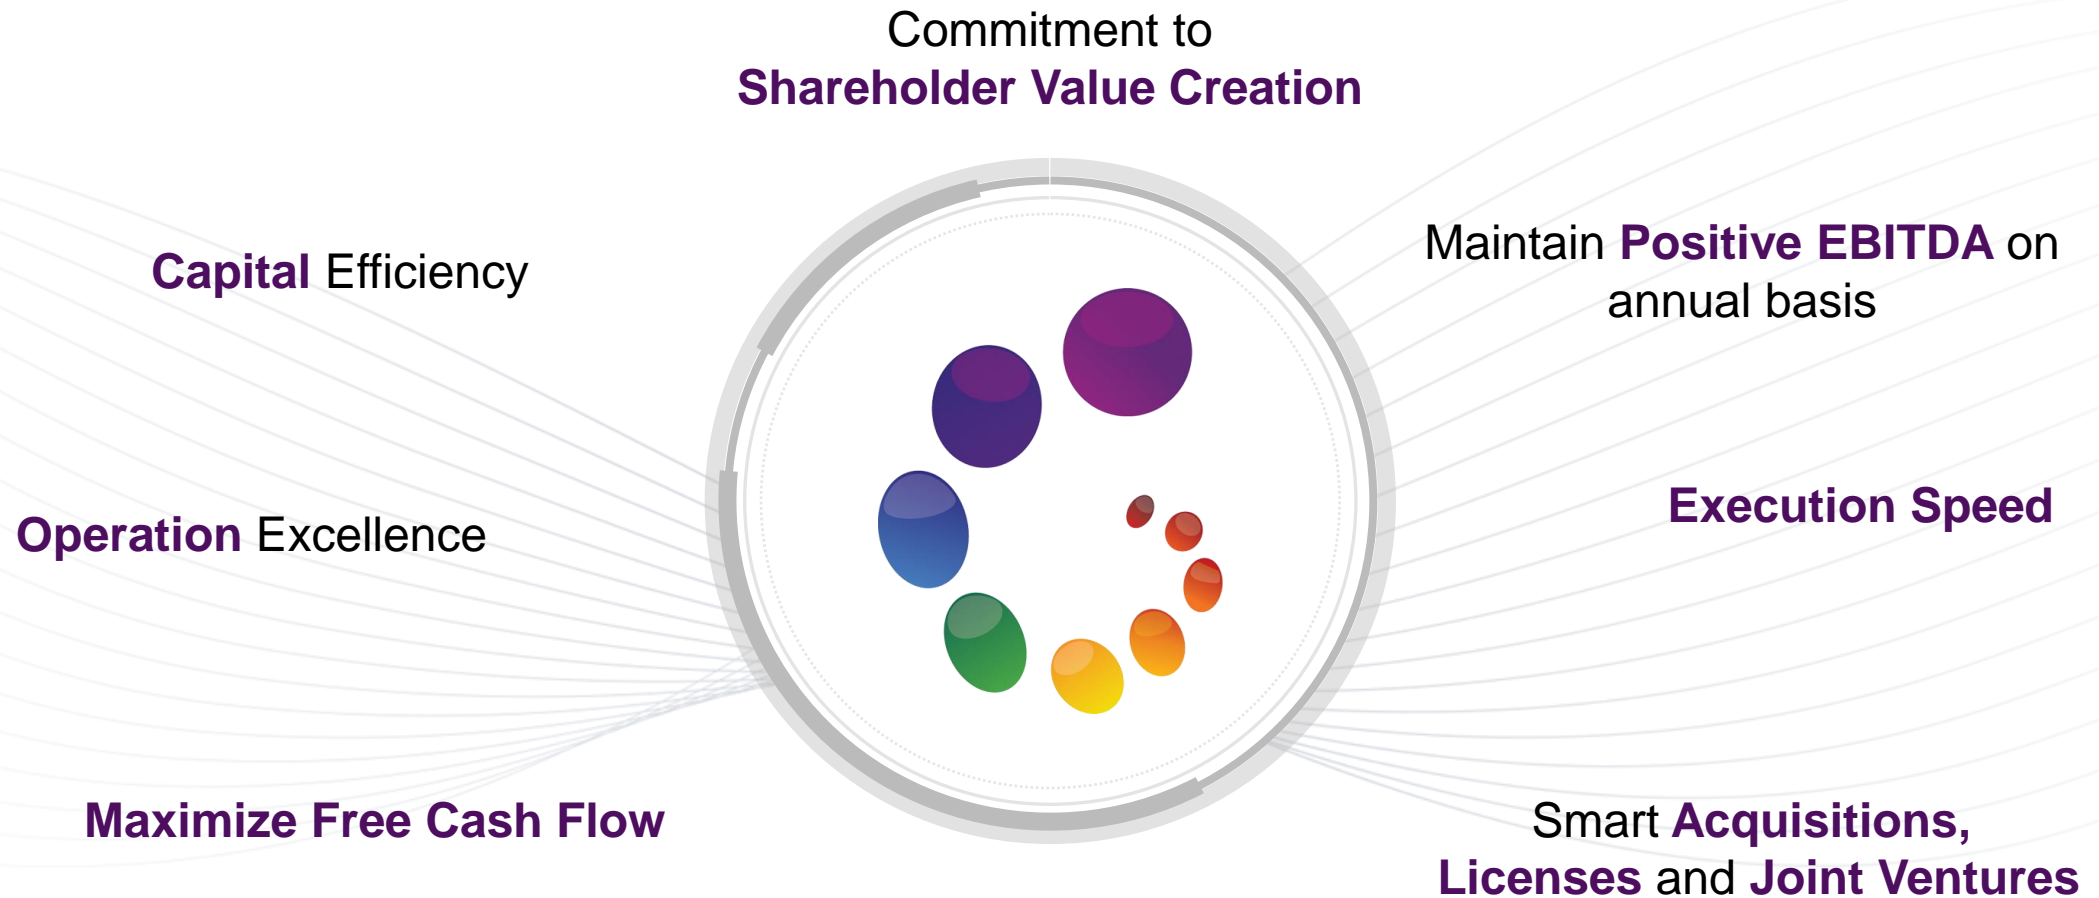 Commitment to
Shareholder Value Creation
Capital Efficiency
Maintain Positive EBITDA on
annual basis
Operation Excellence
Execution Speed
Maximize Free Cash Flow
Smart Acquisitions,
Licenses and Joint Ventures